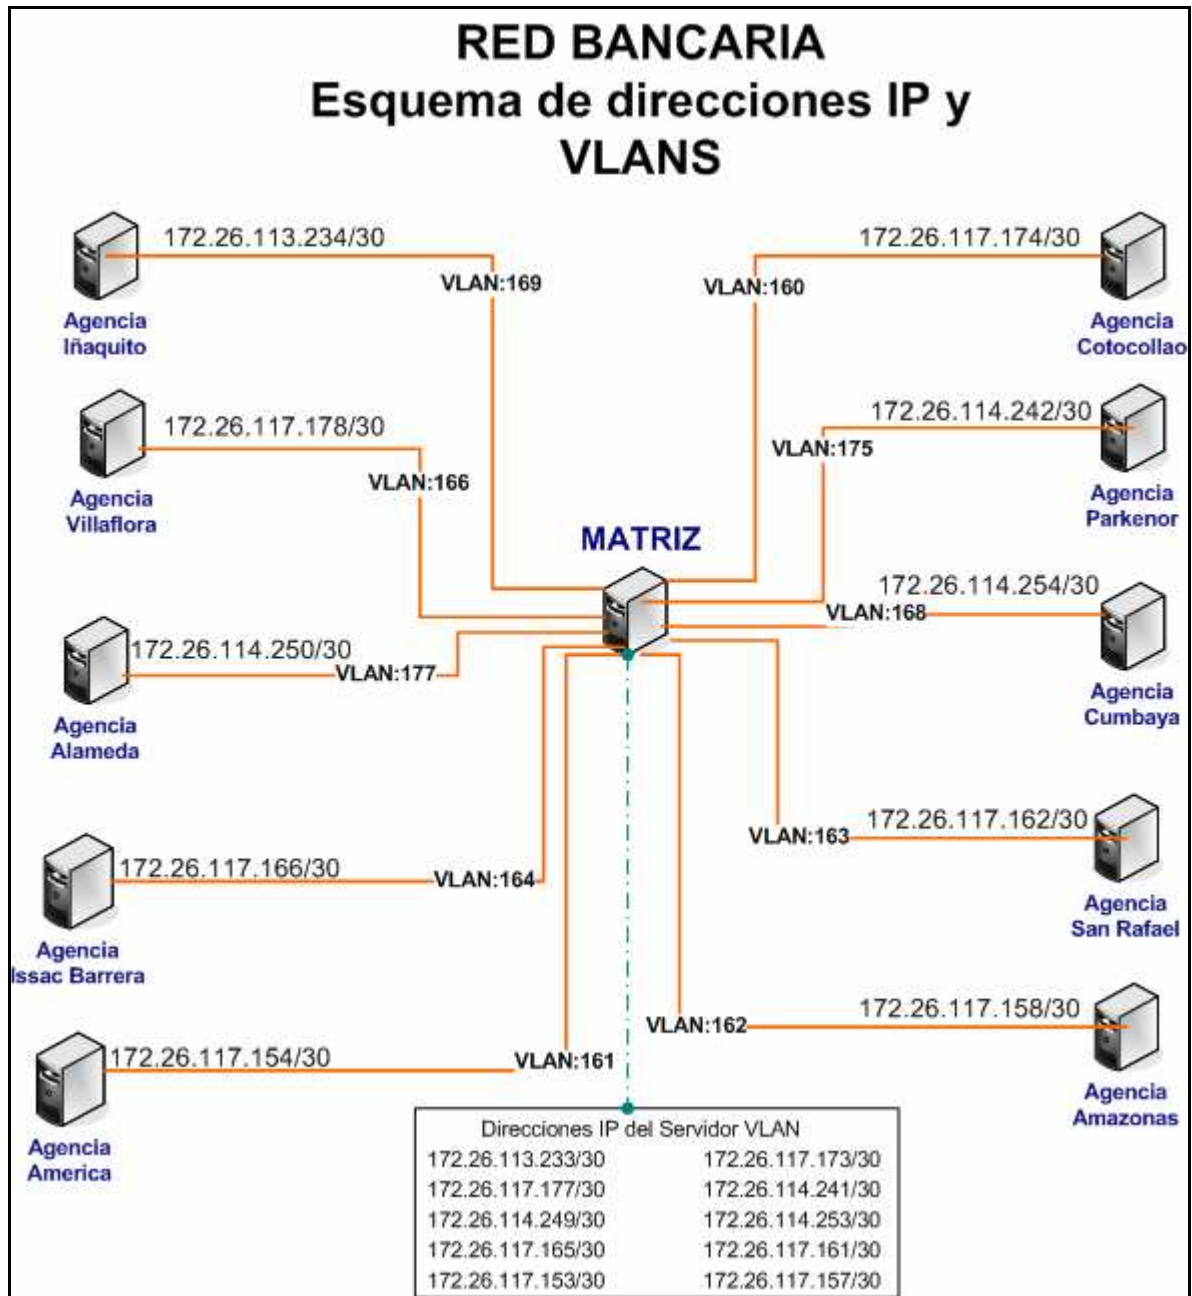 RED BANCARIA
Esquema de direcciones IP y
VLANS
172.26.113.234/30
VLAN:169
Agencia
Iñaquito
172.26.117.174/30
VLAN:160
Agencia
Cotocollao
172.26.117.178/30
VLAN:166
Agencia
Villaflora
172.26.114.242/30
VLAN:175
Agencia
Parkenor
MATRIZ
172.26.114.250/30
VLAN:177
Agencia
Alameda
172.26.114.254/30
VLAN:168
Agencia
Cumbaya
172.26.117.166/30
VLAN:164
Agencia
Issac Barrera
172.26.117.162/30
VLAN:163
Agencia
San Rafael
172.26.117.154/30
VLAN:161
Agencia
America
172.26.117.158/30
VLAN:162
Agencia
Amazonas
Direcciones IP del Servidor VLAN
172.26.113.233/30 172.26.117.173/30
172.26.117.177/30 172.26.114.241/30
172.26.114.249/30 172.26.114.253/30
172.26.117.165/30 172.26.117.161/30
172.26.117.153/30 172.26.117.157/30